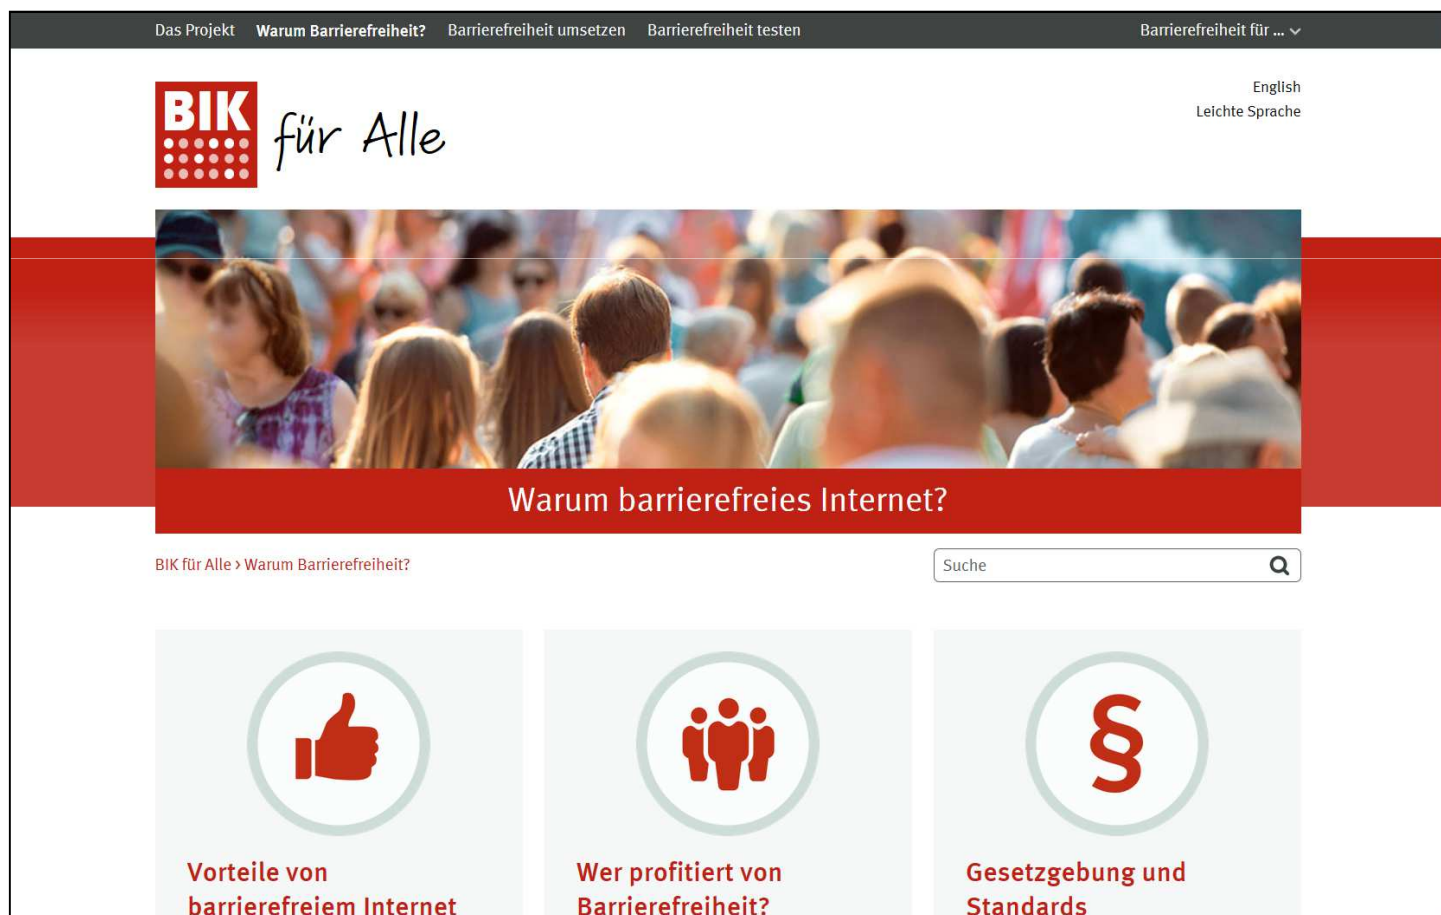 Das Projekt Warum Barrierefreiheit? Barrierefreiheit umsetzen Barrierefreiheit testen Barrierefreiheit für ...
English
Leichte Sprache
BIK für Alle
Warum barrierefreies Internet?
BIK für Alle › Warum Barrierefreiheit?
Suche
Vorteile von
barrierefreiem Internet
Wer profitiert von
Barrierefreiheit?
§
Gesetzgebung und
Standards